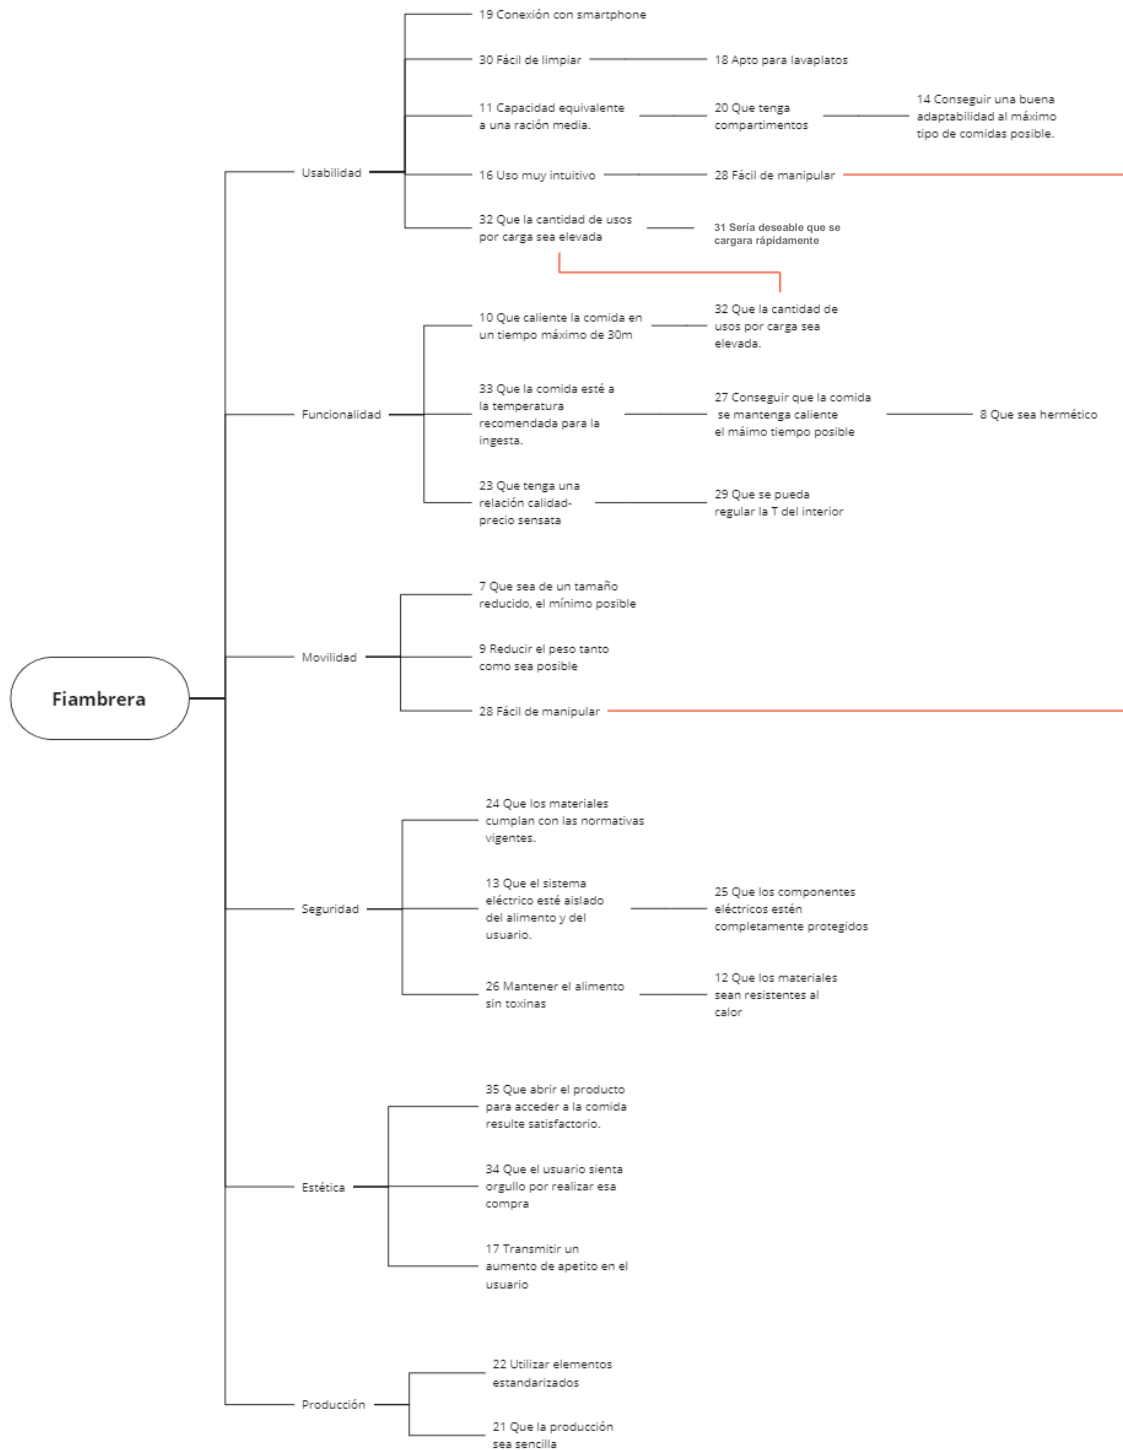 19 Conexión con smartphone
30 Fácil de limpiar
18 Apto para lavaplatos
11 Capacidad equivalente
a una ración media.
20 Que tenga
compartimentos
14 Conseguir una buena
adaptabilidad al máximo
tipo de comidas posible.
Usabilidad
16 Uso muy intuitivo
28 Fácil de manipular
32 Que la cantidad de usos
por carga sea elevada
31 Sería deseable que se
cargara rápidamente
10 Que caliente la comida en
un tiempo máximo de 30m
32 Que la cantidad de
usos por carga sea
elevada.
Funcionalidad
33 Que la comida esté a
la temperatura
recomendada para la
ingesta.
27 Conseguir que la comida
se mantenga caliente
el máimo tiempo posible
8 Que sea hermético
23 Que tenga una
relación calidad-
precio sensata
29 Que se pueda
regular la T del interior
7 Que sea de un tamaño
reducido, el mínimo posible
Movilidad
9 Reducir el peso tanto
como sea posible
28 Fácil de manipular
Fiambrera
24 Que los materiales
cumplan con las normativas
vigentes.
Seguridad
13 Que el sistema
eléctrico esté aislado
del alimento y del
usuario.
25 Que los componentes
eléctricos estén
completamente protegidos
26 Mantener el alimento
sin toxinas
12 Que los materiales
sean resistentes al
calor
35 Que abrir el producto
para acceder a la comida
resulte satisfactorio.
Estética
34 Que el usuario sienta
orgullo por realizar esa
compra
17 Transmitir un
aumento de apetito en el
usuario
22 Utilizar elementos
estandarizados
Producción
21 Que la producción
sea sencilla